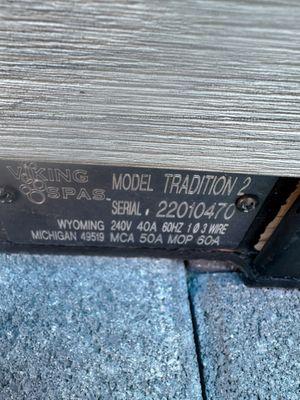 VIKING SPAS
MODEL TRADITION 2
SERIAL # 22010470
WYOMING 240V 40A 60HZ 1 Ø 3 WIRE
MICHIGAN 49519 MCA 50A MOP 60A